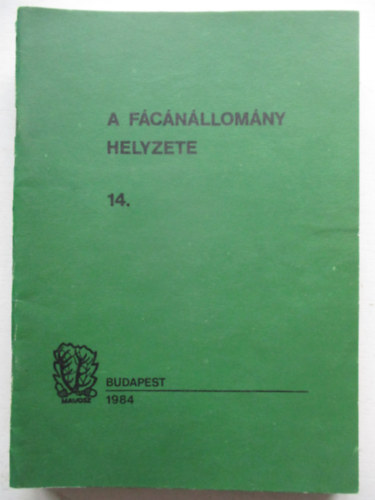 A FÁCÁNÁLLOMÁNY
HELYZETE
14.
BUDAPEST
1984